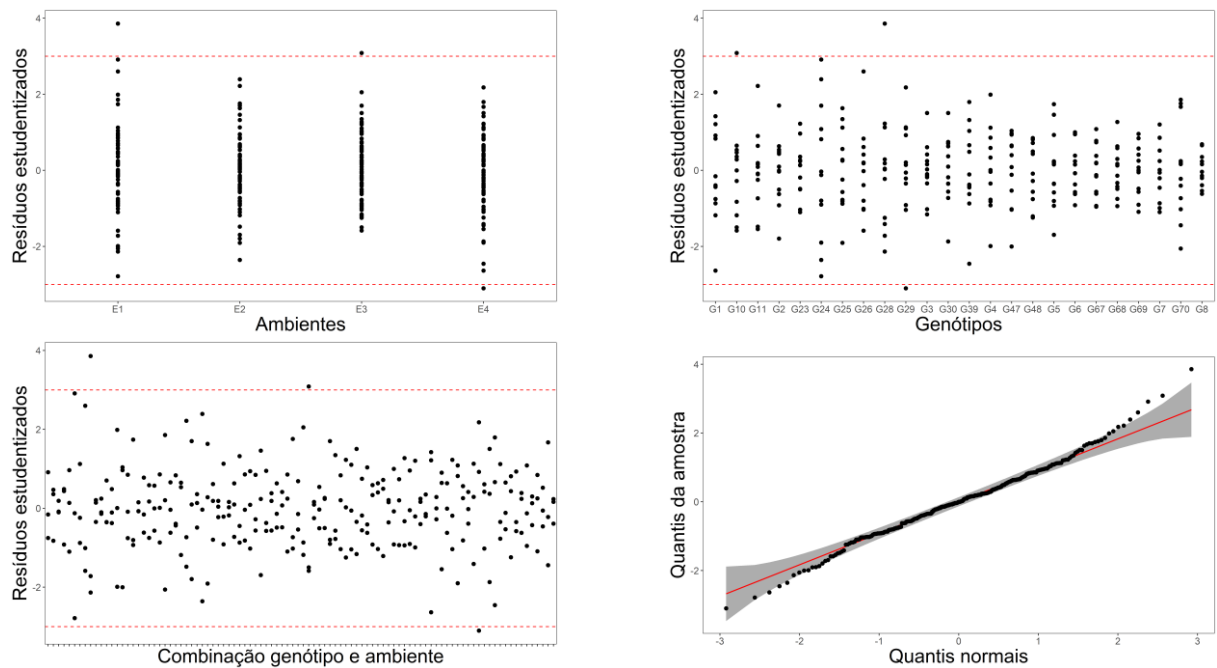 Resíduos estudentizados
4
2
0
-2
E1 E2 E3 E4
Ambientes
Resíduos estudentizados
4
2
0
-2
G1 G10 G11 G2 G23 G24 G25 G26 G28 G29 G3 G30 G39 G4 G47 G48 G5 G6 G67 G68 G69 G7 G70 G8
Genótipos
Resíduos estudentizados
4
2
0
-2
Combinação genótipo e ambiente
Quantis da amostra
4
2
0
-2
-3 -2 -1 0 1 2 3
Quantis normais